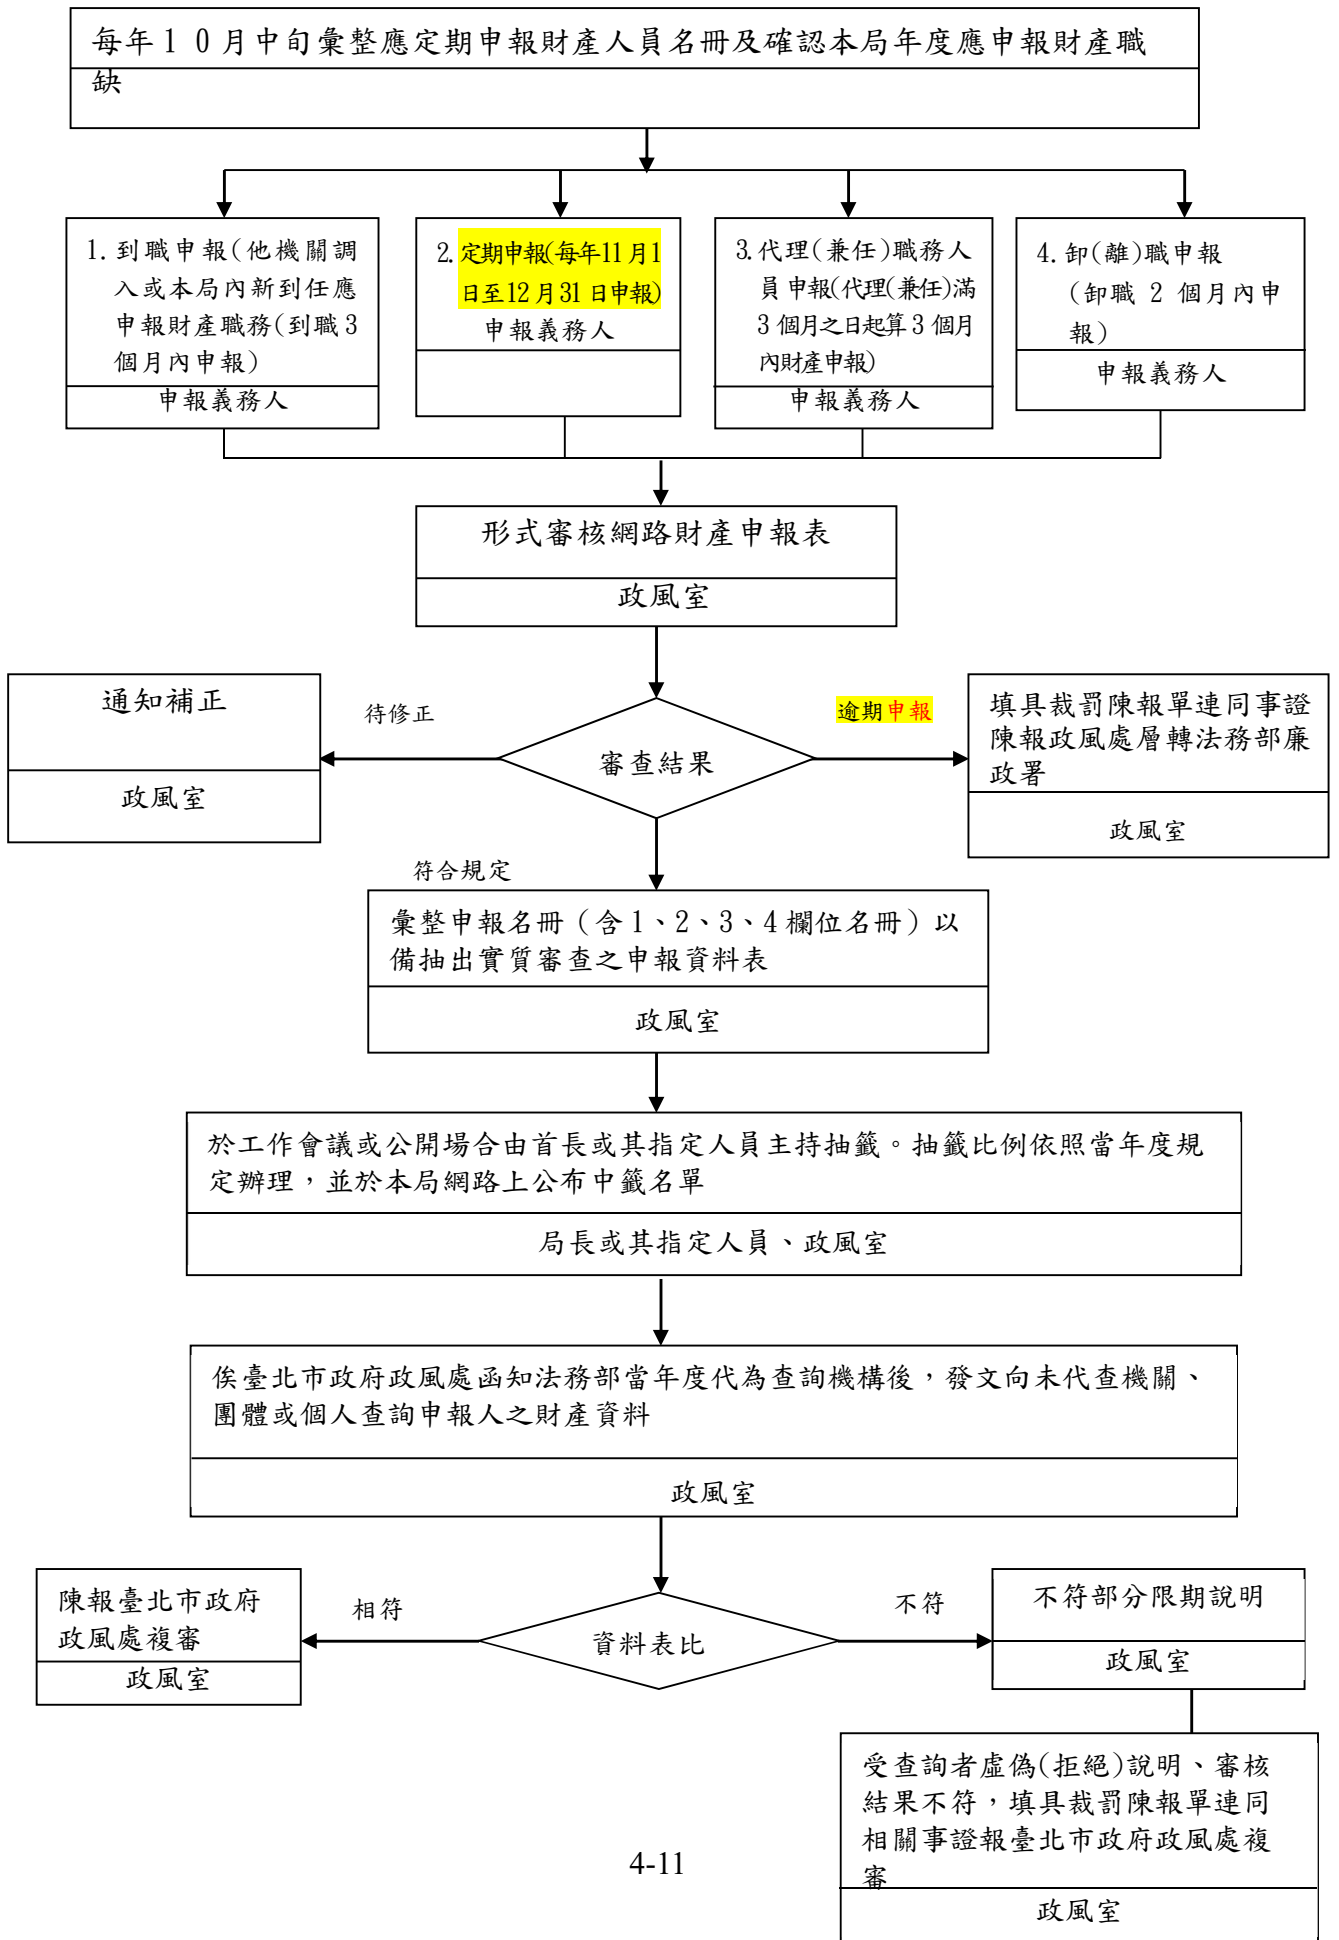 每年１０月中旬彙整應定期申報財產人員名冊及確認本局年度應申報財產職
缺
1. 到職申報(他機關調
入或本局內新到任應
申報財產職務(到職3
個月內申報)
申報義務人
2. 定期申報(每年11月1
日至12月31日申報)
申報義務人
3. 代理(兼任)職務人
員申報(代理(兼任)滿
3個月之日起算3個月
內財產申報)
申報義務人
4. 卸(離)職申報
(卸職 2 個月內申
報)
申報義務人
形式審核網路財產申報表
政風室
通知補正
政風室
待修正
審查結果
逾期申報
填具裁罰陳報單連同事證
陳報政風處層轉法務部廉
政署
政風室
符合規定
彙整申報名冊（含1、2、3、4欄位名冊）以
備抽出實質審查之申報資料表
政風室
於工作會議或公開場合由首長或其指定人員主持抽籤。抽籤比例依照當年度規
定辦理，並於本局網路上公布中籤名單
局長或其指定人員、政風室
俟臺北市政府政風處函知法務部當年度代為查詢機構後，發文向未代查機關、
團體或個人查詢申報人之財產資料
政風室
陳報臺北市政府
政風處複審
政風室
相符
資料表比
不符
不符部分限期說明
政風室
受查詢者虛偽(拒絕)說明、審核
結果不符，填具裁罰陳報單連同
相關事證報臺北市政府政風處複
審
政風室
4-11